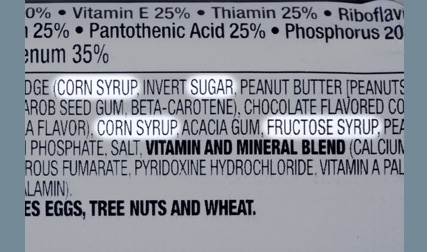 0% • Vitamin E 25% • Thiamin 25% • Riboflav
25% • Pantothenic Acid 25% • Phosphorus 20
enum 35%
DGE (CORN SYRUP, INVERT SUGAR, PEANUT BUTTER [PEANUTS
AROB SEED GUM, BETA-CAROTENE), CHOCOLATE FLAVORED CO
A FLAVOR), CORN SYRUP, ACACIA GUM, FRUCTOSE SYRUP, PEA
PHOSPHATE, SALT, VITAMIN AND MINERAL BLEND (CALCIUM
ROUS FUMARATE, PYRIDOXINE HYDROCHLORIDE, VITAMIN A PAL
LAMIN).
ES EGGS, TREE NUTS AND WHEAT.